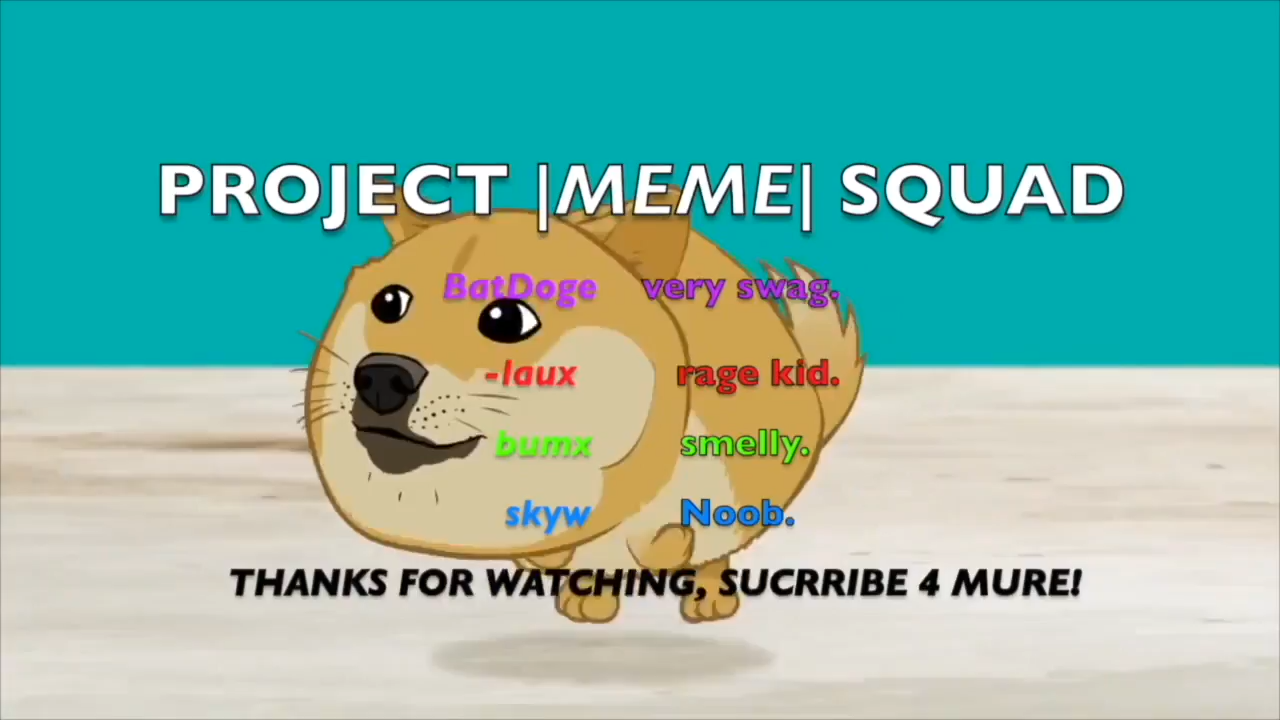 PROJECT |MEME| SQUAD
BatDoge very swag.
-laux rage kid.
bumx smelly.
skyw Noob.
THANKS FOR WATCHING, SUCRRIBE 4 MURE!